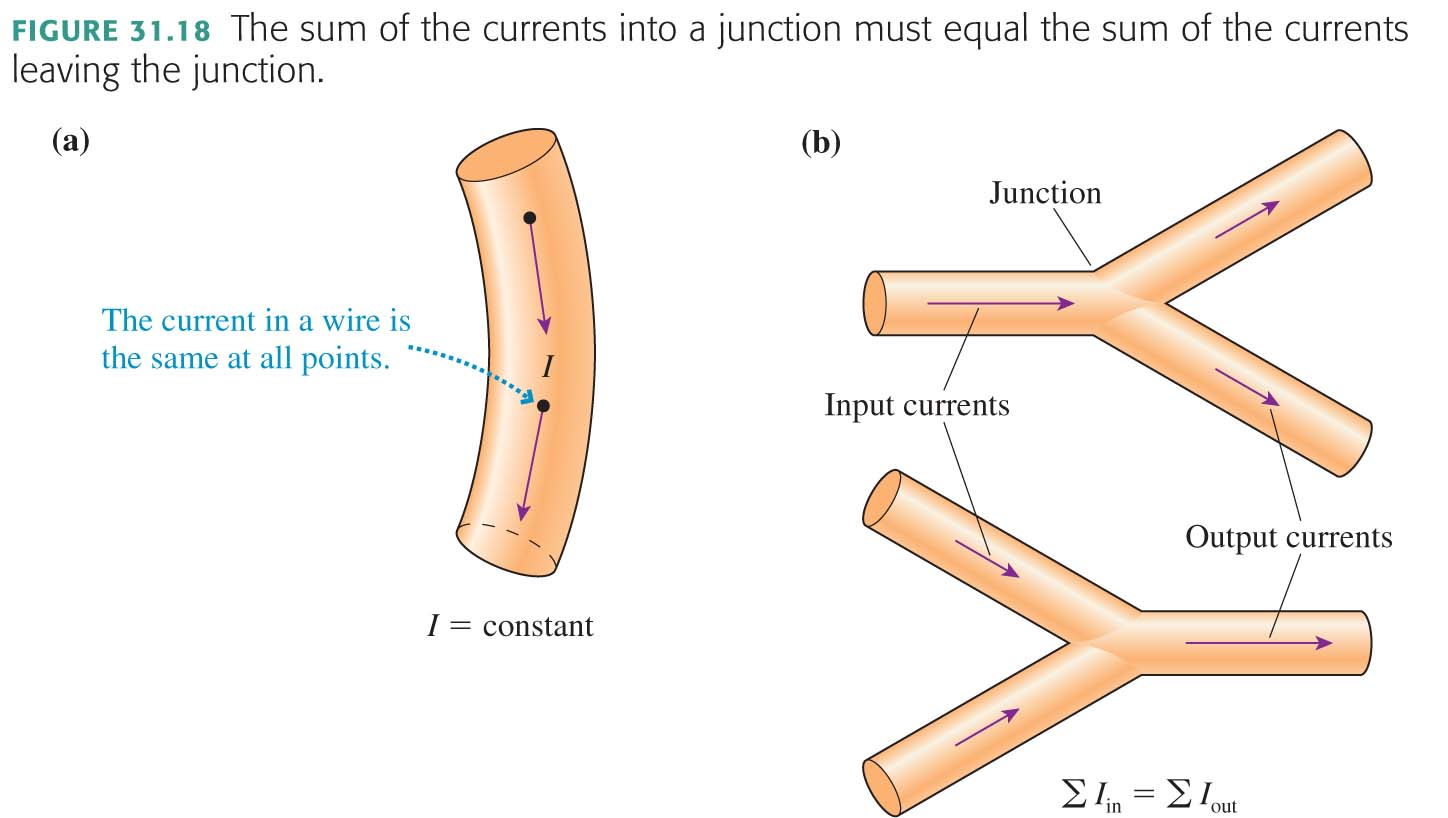 FIGURE 31.18 The sum of the currents into a junction must equal the sum of the currents
leaving the junction.
(a)
The current in a wire is
the same at all points.
I
I = constant
(b)
Junction
Input currents
Output currents
Σ I_in = Σ I_out